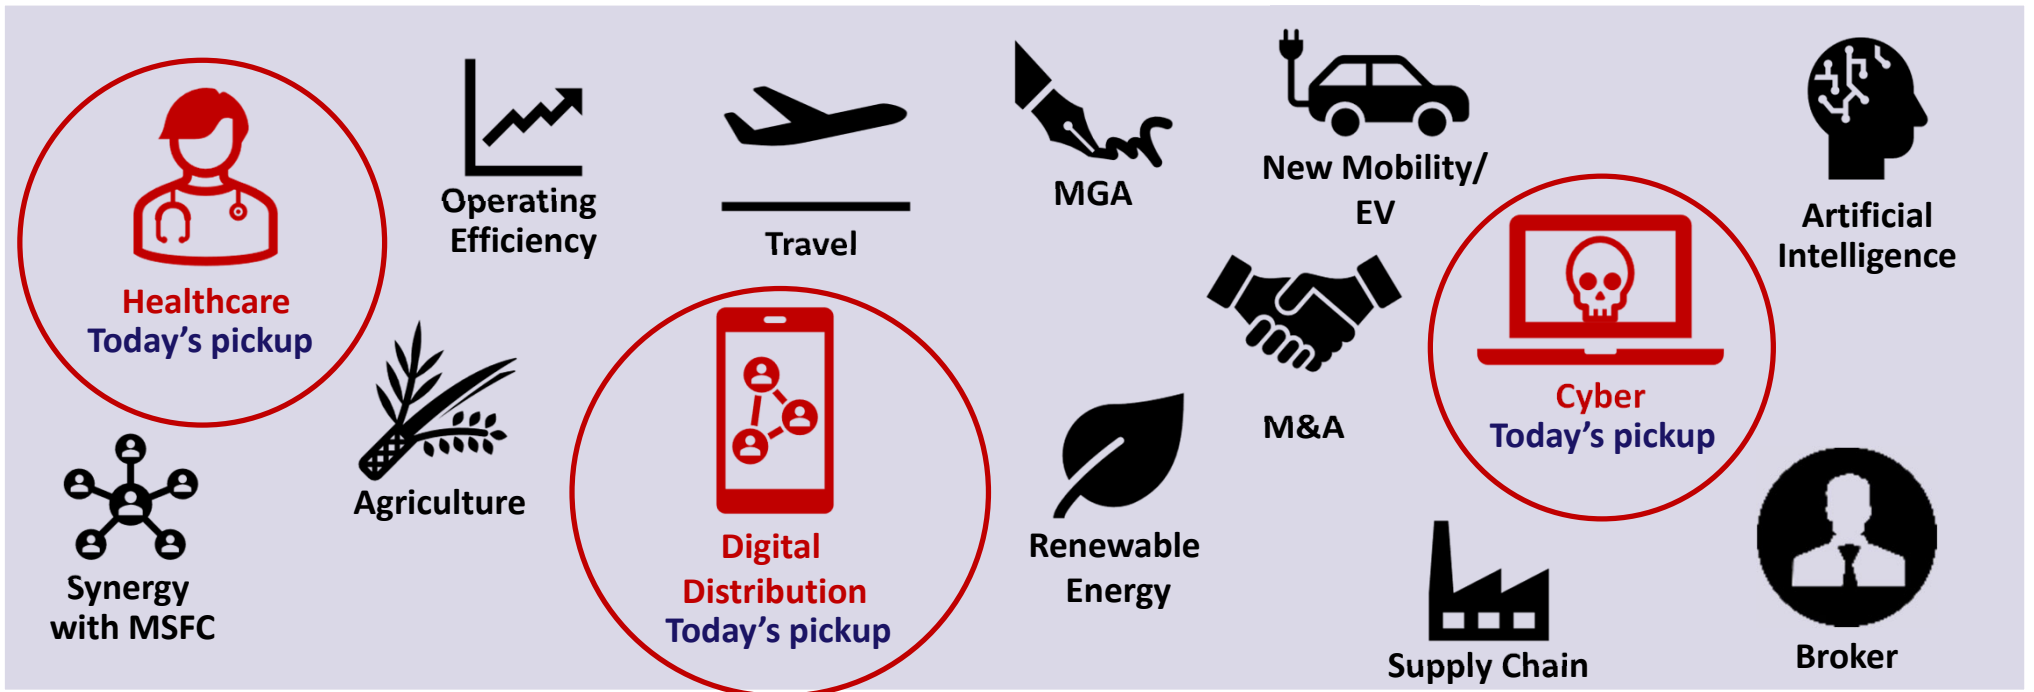 Healthcare
Today's pickup
Operating
Efficiency
Travel
MGA
New Mobility/
EV
Artificial
Intelligence
Cyber
Today's pickup
M&A
Agriculture
Digital
Distribution
Today's pickup
Renewable
Energy
Synergy
with MSFC
Supply Chain
Broker